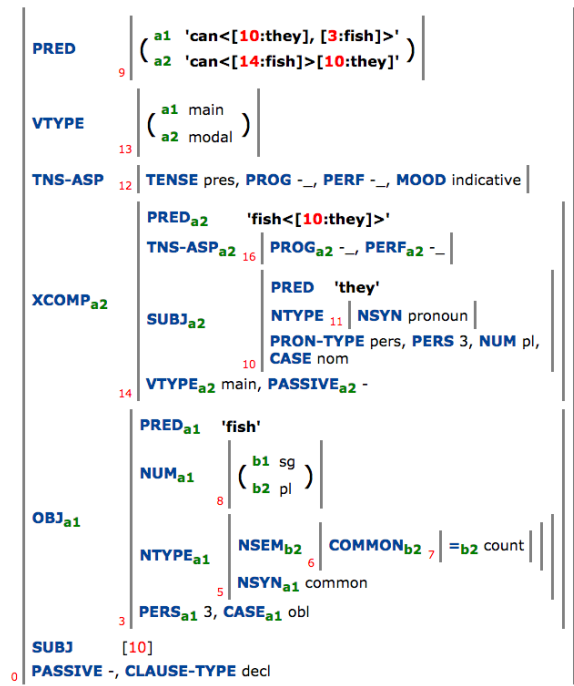 a1 'can<[10:they], [3:fish]>'
PRED
a2 'can<[14:fish]>[10:they]'
9
a1 main
VTYPE
a2 modal
13
TNS-ASP 12 TENSE pres, PROG -_, PERF -_, MOOD indicative
PREDa2 'fish<[10:they]>'
TNS-ASPa2 16 PROGa2 -_, PERFa2 -_
PRED 'they'
XCOMPa2
NTYPE 11 NSYN pronoun
SUBJa2
PRON-TYPE pers, PERS 3, NUM pl,
10 CASE nom
14 VTYPEa2 main, PASSIVEa2 -
PREDa1 'fish'
b1 sg
NUMa1
b2 pl
8
OBJa1
NSEMb2 6 COMMONb2 7 =b2 count
NTYPEa1
5 NSYNa1 common
3 PERSa1 3, CASEa1 obl
SUBJ [10]
0 PASSIVE -, CLAUSE-TYPE decl